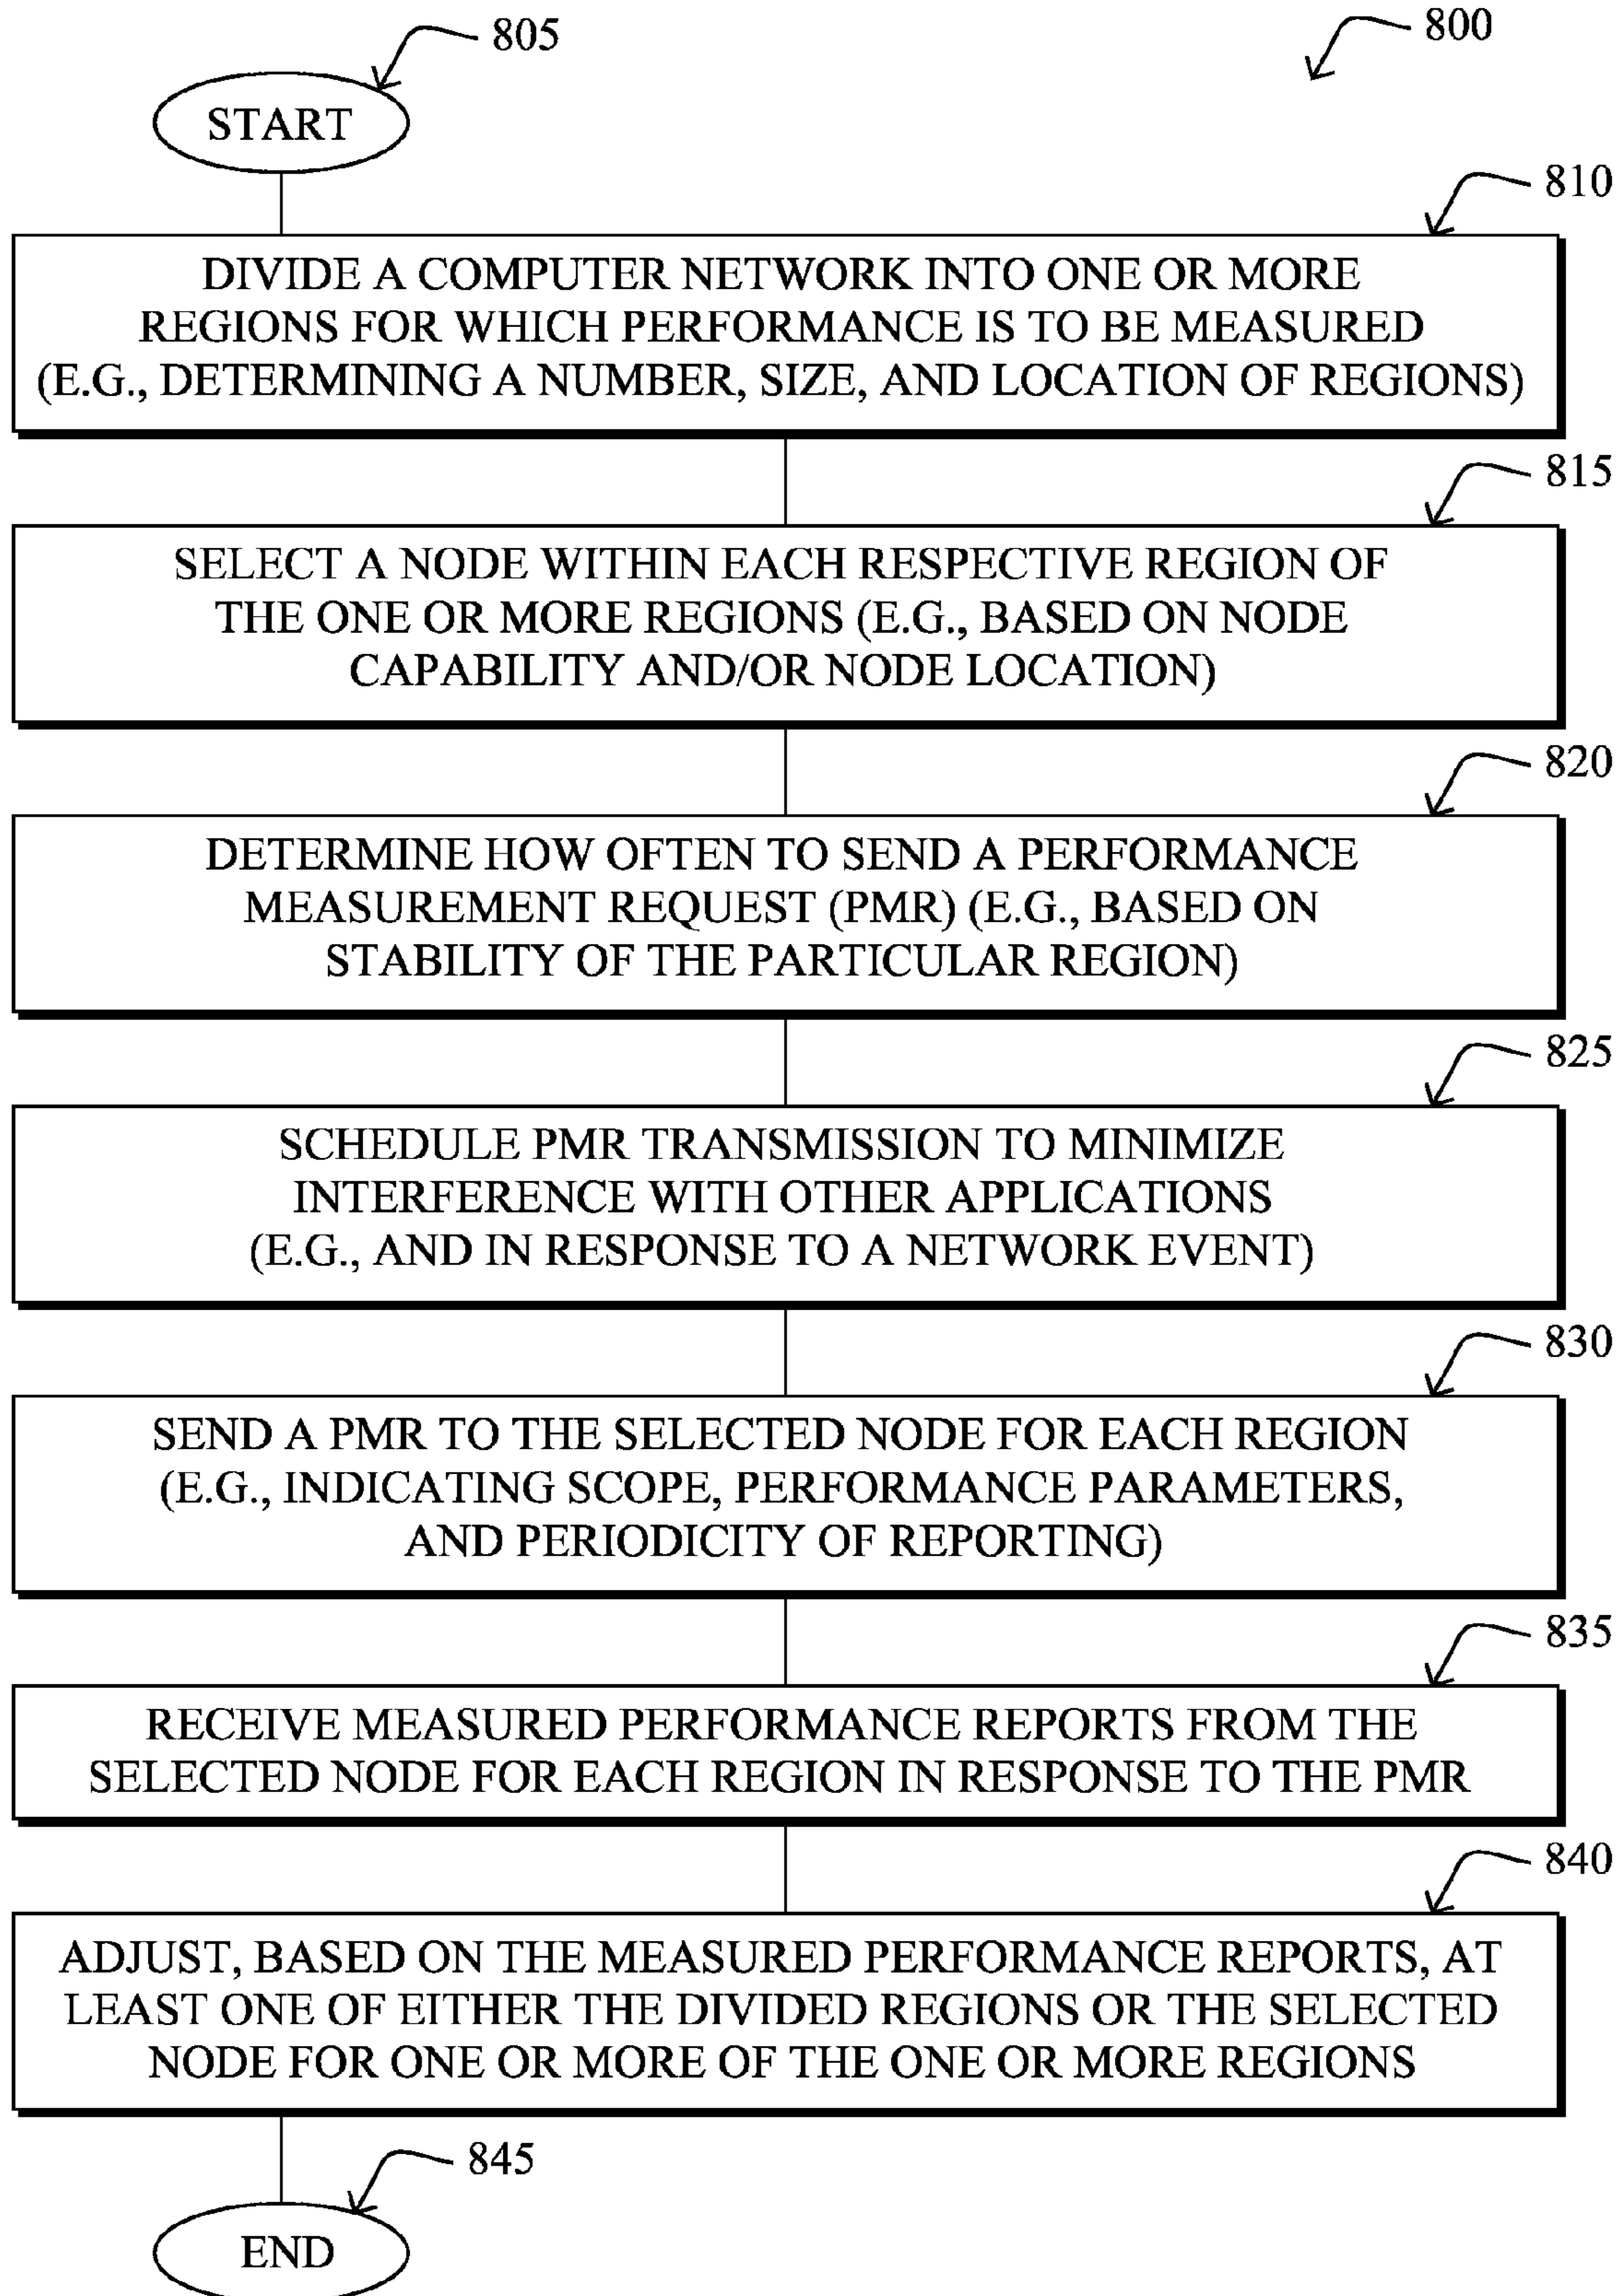 805
800
START
810
DIVIDE A COMPUTER NETWORK INTO ONE OR MORE
REGIONS FOR WHICH PERFORMANCE IS TO BE MEASURED
(E.G., DETERMINING A NUMBER, SIZE, AND LOCATION OF REGIONS)
815
SELECT A NODE WITHIN EACH RESPECTIVE REGION OF
THE ONE OR MORE REGIONS (E.G., BASED ON NODE
CAPABILITY AND/OR NODE LOCATION)
820
DETERMINE HOW OFTEN TO SEND A PERFORMANCE
MEASUREMENT REQUEST (PMR) (E.G., BASED ON
STABILITY OF THE PARTICULAR REGION)
825
SCHEDULE PMR TRANSMISSION TO MINIMIZE
INTERFERENCE WITH OTHER APPLICATIONS
(E.G., AND IN RESPONSE TO A NETWORK EVENT)
830
SEND A PMR TO THE SELECTED NODE FOR EACH REGION
(E.G., INDICATING SCOPE, PERFORMANCE PARAMETERS,
AND PERIODICITY OF REPORTING)
835
RECEIVE MEASURED PERFORMANCE REPORTS FROM THE
SELECTED NODE FOR EACH REGION IN RESPONSE TO THE PMR
840
ADJUST, BASED ON THE MEASURED PERFORMANCE REPORTS, AT
LEAST ONE OF EITHER THE DIVIDED REGIONS OR THE SELECTED
NODE FOR ONE OR MORE OF THE ONE OR MORE REGIONS
845
END